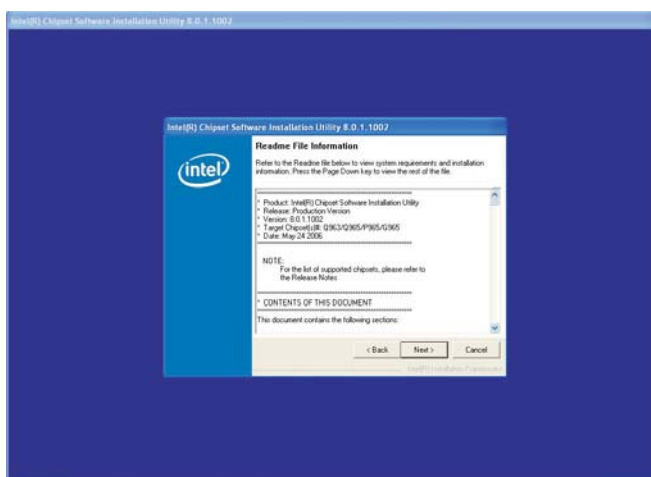 Intel(R) Chipset Software Installation Utility 8.0.1.1002
Intel(R) Chipset Software Installation Utility 8.0.1.1002
intel
Readme File Information
Refer to the Readme file below to view system requirements and installation
information. Press the Page Down key to view the rest of the file.
************************************************************
* Product: Intel(R) Chipset Software Installation Utility
* Release: Production Version
* Version: 8.0.1.1002
* Target Chipset(s)#: Q963/Q965/P965/G965
* Date: May 24 2006
************************************************************
NOTE:
For the list of supported chipsets, please refer to
the Release Notes
************************************************************
* CONTENTS OF THIS DOCUMENT
************************************************************
This document contains the following sections:
< Back Next > Cancel
Intel(R) Installation Framework